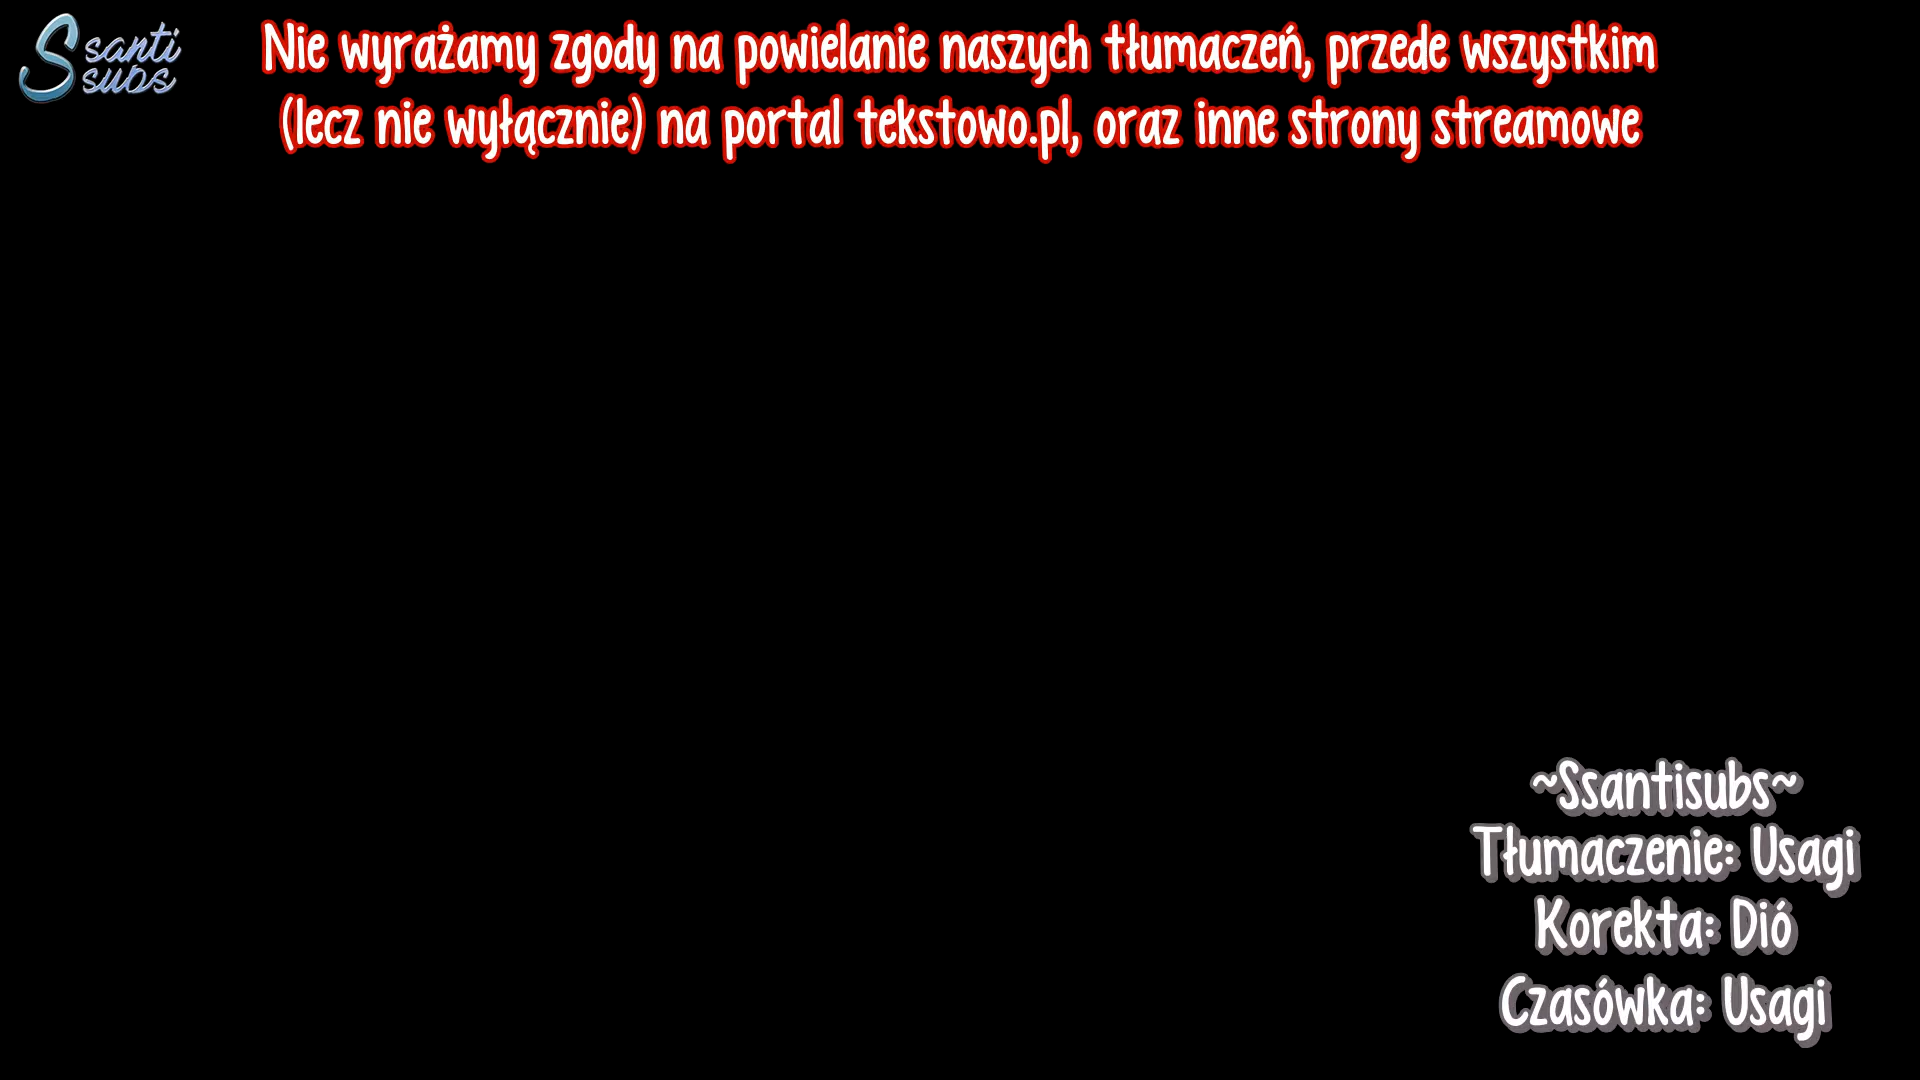 Ssanti
subs
Nie wyrażamy zgody na powielanie naszych tłumaczeń, przede wszystkim
(lecz nie wyłącznie) na portal tekstowo.pl, oraz inne strony streamowe
~Ssantisubs~
Tłumaczenie: Usagi
Korekta: Dió
Czasówka: Usagi